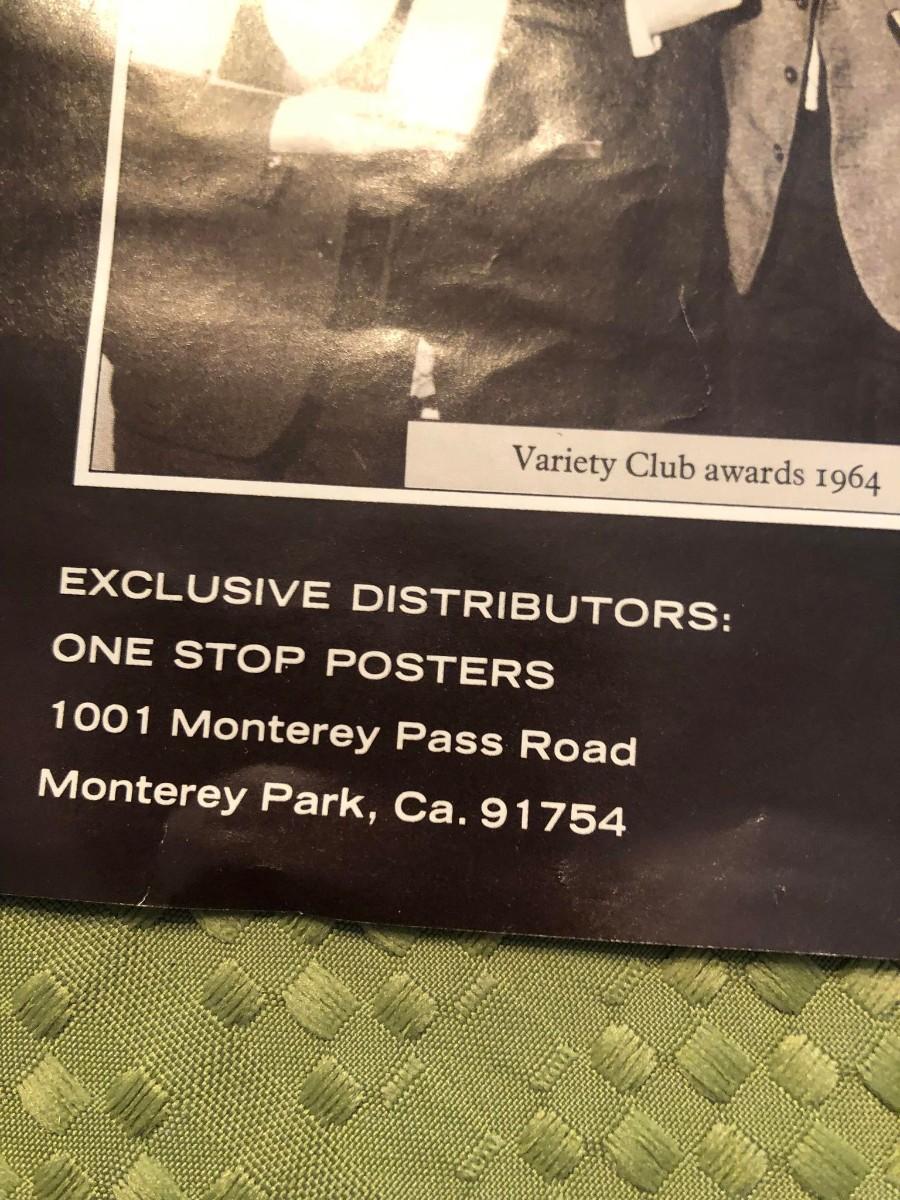 Variety Club awards 1964
EXCLUSIVE DISTRIBUTORS:
ONE STOP POSTERS
1001 Monterey Pass Road
Monterey Park, Ca. 91754